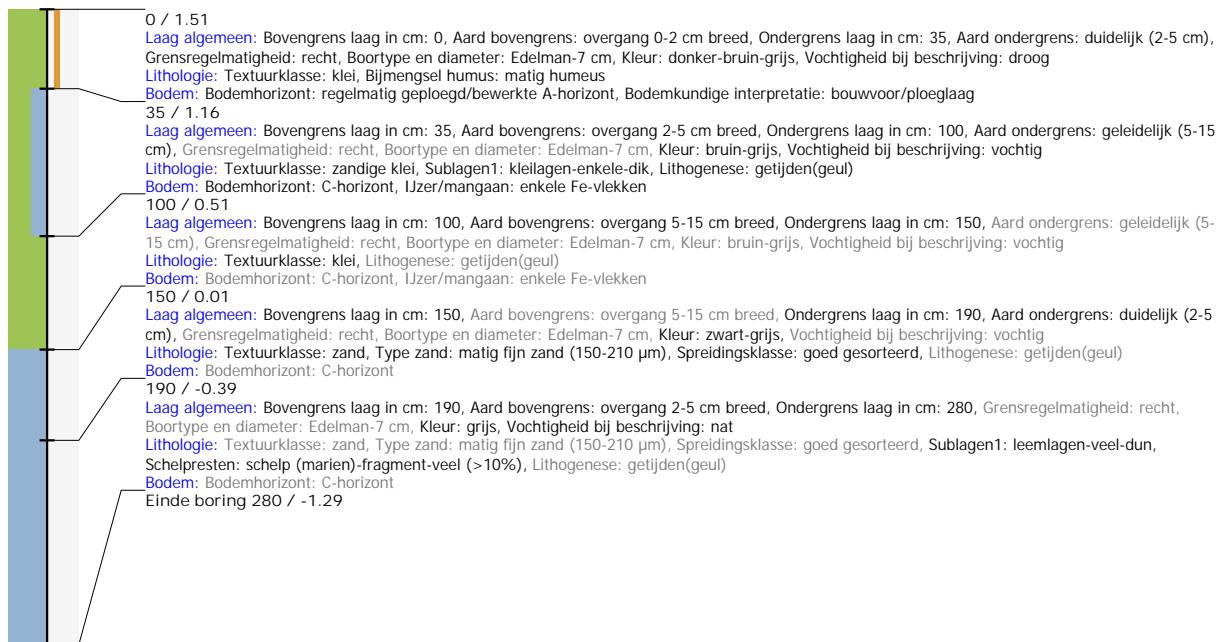 0 / 1.51
Laag algemeen: Bovengrens laag in cm: 0, Aard bovengrens: overgang 0-2 cm breed, Ondergrens laag in cm: 35, Aard ondergrens: duidelijk (2-5 cm),
Grensregelmatigheid: recht, Boortype en diameter: Edelman-7 cm, Kleur: donker-bruin-grijs, Vochtigheid bij beschrijving: droog
Lithologie: Textuurklasse: klei, Bijmengsel humus: matig humeus
Bodem: Bodemhorizont: regelmatig geploegd/bewerkte A-horizont, Bodemkundige interpretatie: bouwvoor/ploeglaag
35 / 1.16
Laag algemeen: Bovengrens laag in cm: 35, Aard bovengrens: overgang 2-5 cm breed, Ondergrens laag in cm: 100, Aard ondergrens: geleidelijk (5-15
cm), Grensregelmatigheid: recht, Boortype en diameter: Edelman-7 cm, Kleur: bruin-grijs, Vochtigheid bij beschrijving: vochtig
Lithologie: Textuurklasse: zandige klei, Sublagen1: kleilagen-enkele-dik, Lithogenese: getijden(geul)
Bodem: Bodemhorizont: C-horizont, IJzer/mangaan: enkele Fe-vlekken
100 / 0.51
Laag algemeen: Bovengrens laag in cm: 100, Aard bovengrens: overgang 5-15 cm breed, Ondergrens laag in cm: 150, Aard ondergrens: geleidelijk (5-
15 cm), Grensregelmatigheid: recht, Boortype en diameter: Edelman-7 cm, Kleur: bruin-grijs, Vochtigheid bij beschrijving: vochtig
Lithologie: Textuurklasse: klei, Lithogenese: getijden(geul)
Bodem: Bodemhorizont: C-horizont, IJzer/mangaan: enkele Fe-vlekken
150 / 0.01
Laag algemeen: Bovengrens laag in cm: 150, Aard bovengrens: overgang 5-15 cm breed, Ondergrens laag in cm: 190, Aard ondergrens: duidelijk (2-5
cm), Grensregelmatigheid: recht, Boortype en diameter: Edelman-7 cm, Kleur: zwart-grijs, Vochtigheid bij beschrijving: vochtig
Lithologie: Textuurklasse: zand, Type zand: matig fijn zand (150-210 µm), Spreidingsklasse: goed gesorteerd, Lithogenese: getijden(geul)
Bodem: Bodemhorizont: C-horizont
190 / -0.39
Laag algemeen: Bovengrens laag in cm: 190, Aard bovengrens: overgang 2-5 cm breed, Ondergrens laag in cm: 280, Grensregelmatigheid: recht,
Boortype en diameter: Edelman-7 cm, Kleur: grijs, Vochtigheid bij beschrijving: nat
Lithologie: Textuurklasse: zand, Type zand: matig fijn zand (150-210 µm), Spreidingsklasse: goed gesorteerd, Sublagen1: leemlagen-veel-dun,
Schelpresten: schelp (marien)-fragment-veel (>10%), Lithogenese: getijden(geul)
Bodem: Bodemhorizont: C-horizont
Einde boring 280 / -1.29